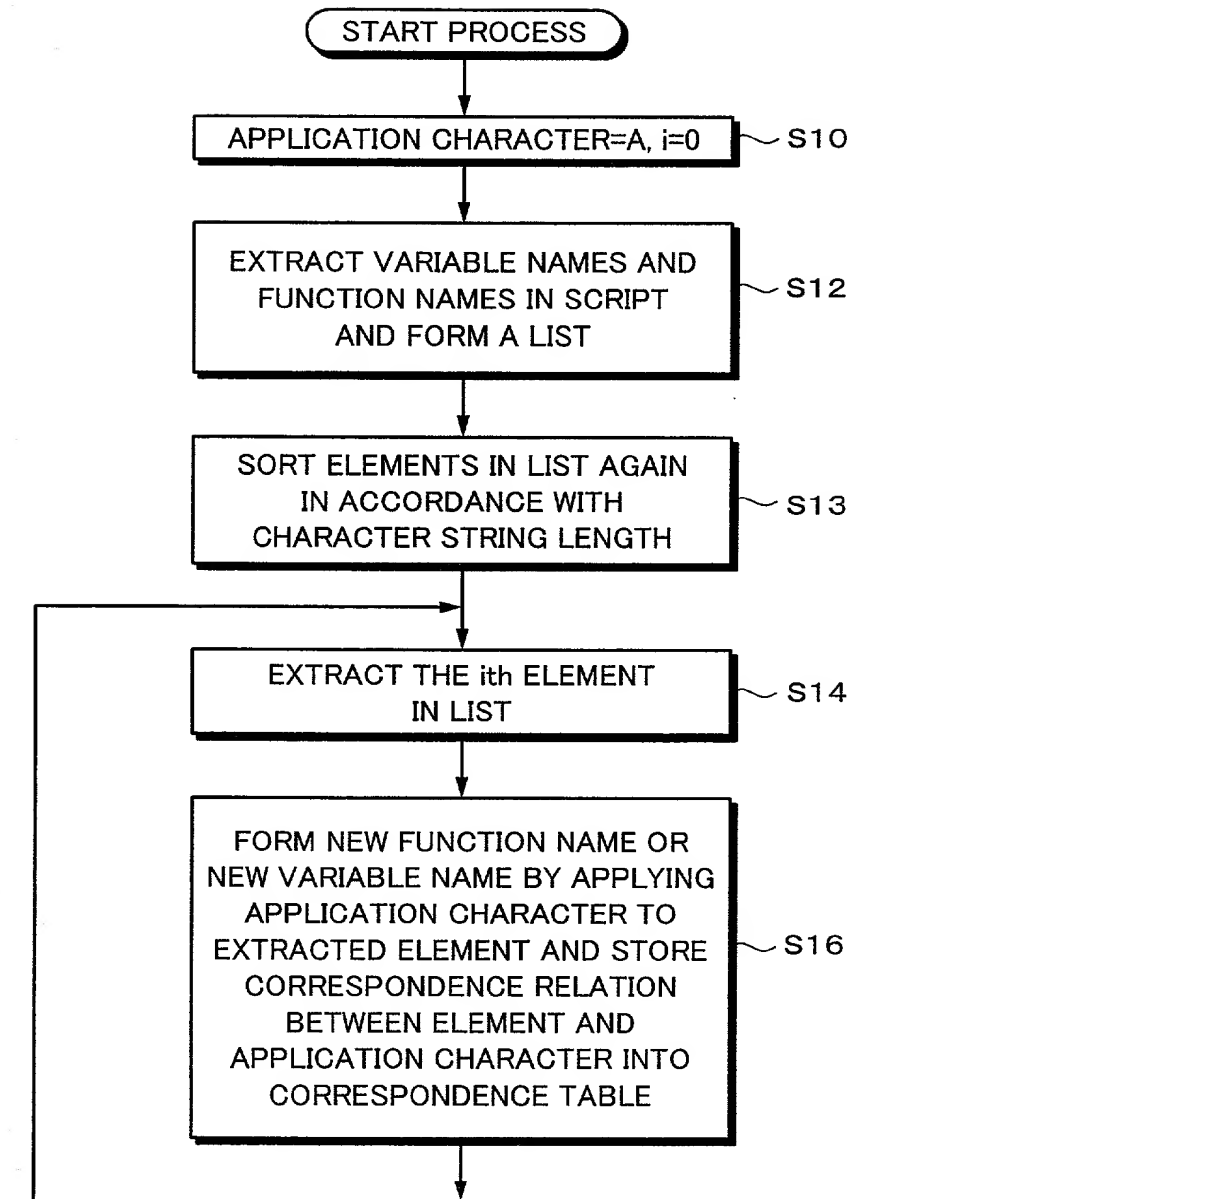 START PROCESS
APPLICATION CHARACTER=A, i=0
S10
EXTRACT VARIABLE NAMES AND
FUNCTION NAMES IN SCRIPT
AND FORM A LIST
S12
SORT ELEMENTS IN LIST AGAIN
IN ACCORDANCE WITH
CHARACTER STRING LENGTH
S13
EXTRACT THE ith ELEMENT
IN LIST
S14
FORM NEW FUNCTION NAME OR
NEW VARIABLE NAME BY APPLYING
APPLICATION CHARACTER TO
EXTRACTED ELEMENT AND STORE
CORRESPONDENCE RELATION
BETWEEN ELEMENT AND
APPLICATION CHARACTER INTO
CORRESPONDENCE TABLE
S16